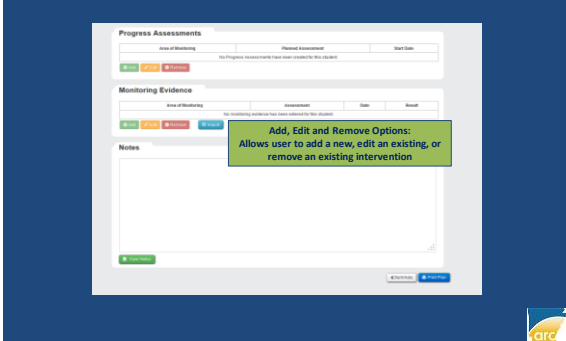 Progress Assessments
Area of Monitoring Planned Assessment Start Date
No Progress Assessments have been created for this student.
Add Edit Remove
Monitoring Evidence
Area of Monitoring Assessment Date Result
No monitoring evidence has been entered for this student.
Add Edit Remove
Add, Edit and Remove Options:
Allows user to add a new, edit an existing, or
remove an existing intervention
Notes
Save Notes
Print Plan
arc